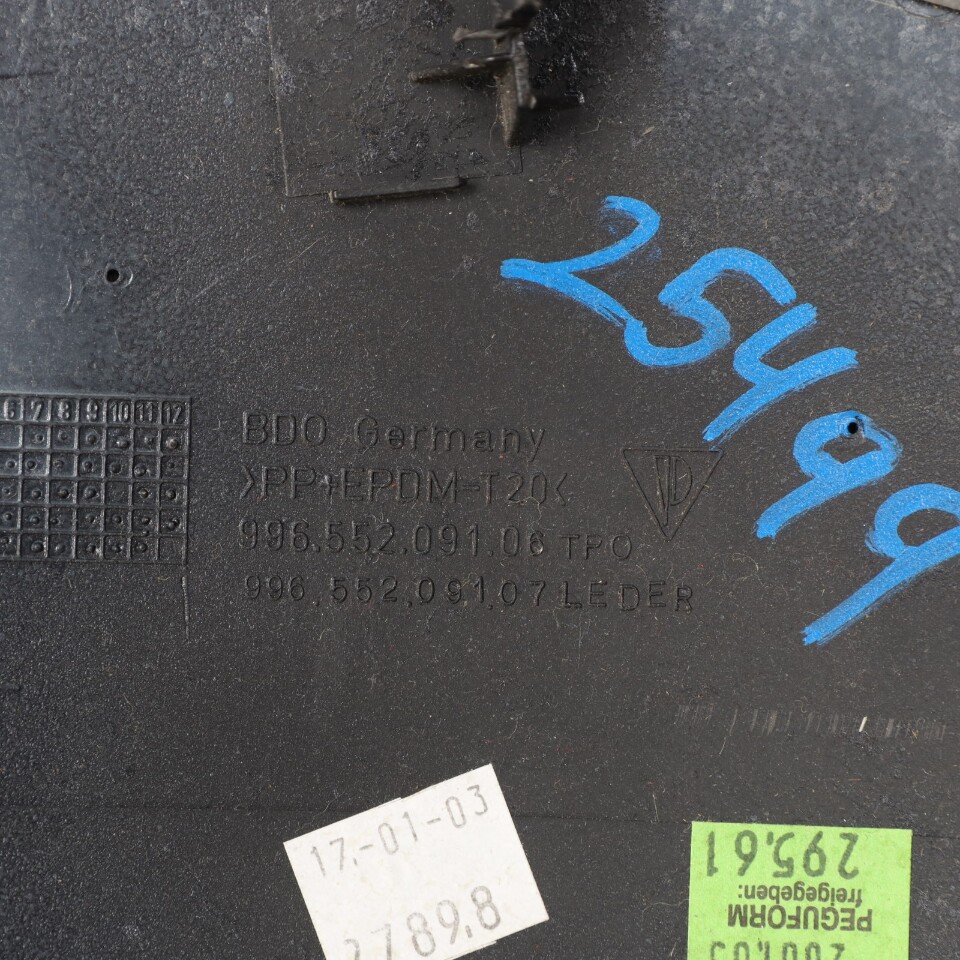 25499
6 7 8 9 10 11 12
BDO Germany
>PP+EPDM-T20<
996.552.091.06 TPO
996.552.091.07 LEDER
17.-01-03
2789.8
PEGUFORM
freigegeben:
295.61